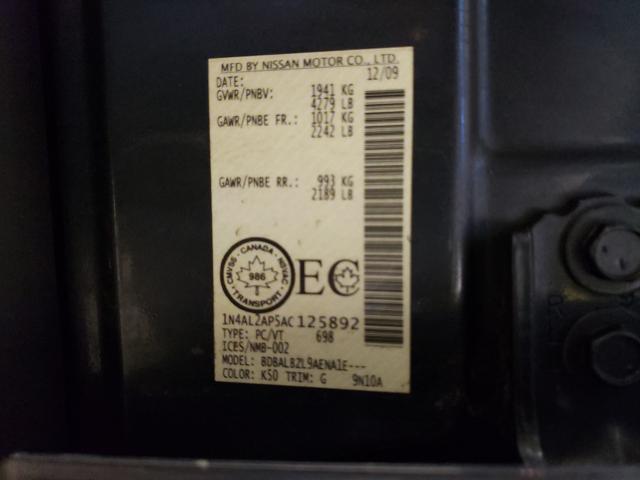 MFD BY NISSAN MOTOR CO., LTD.
DATE: 12/09
GVWR/PNBV: 1941 KG
4279 LB
GAWR/PNBE FR.: 1017 KG
2242 LB
GAWR/PNBE RR.: 993 KG
2189 LB
CMVSS - CANADA - NSVAC
986
TRANSPORT
EC
1N4AL2AP5AC125892
TYPE: PC/VT 698
ICES/NMB-002
MODEL: BDBALBZL9AENA1E---
COLOR: K50 TRIM: G 9N10A